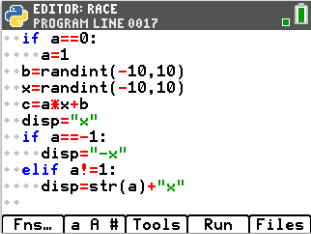 EDITOR: RACE
PROGRAM LINE 0017
if a==0:
a=1
b=randint(-10,10)
x=randint(-10,10)
c=a*x+b
disp="x"
if a==-1:
disp="-x"
elif a!=1:
disp=str(a)+"x"
Fns… a A # Tools Run Files